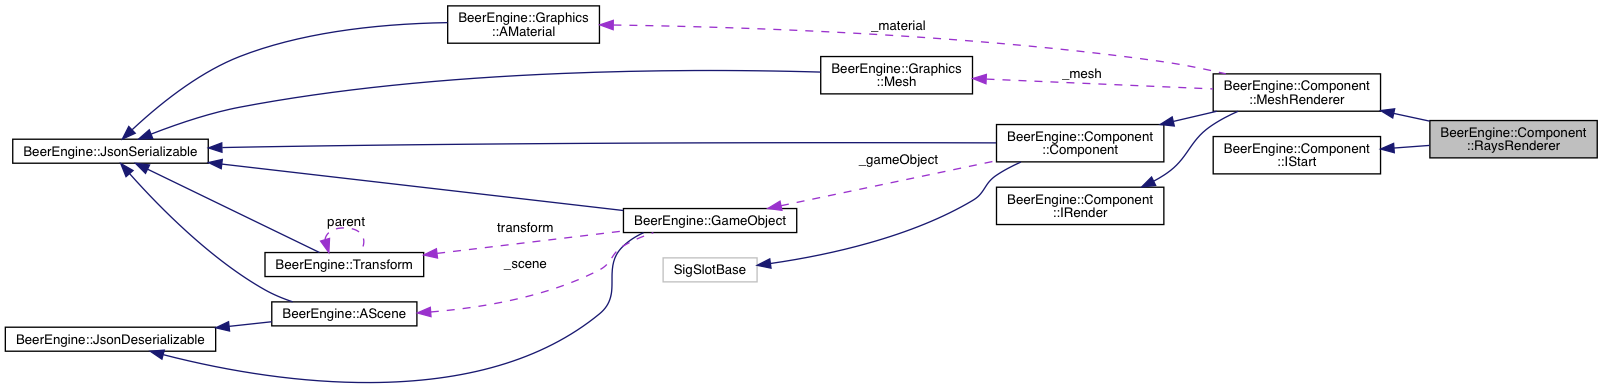 BeerEngine::Graphics
::AMaterial
_material
BeerEngine::Graphics
::Mesh
_mesh
BeerEngine::Component
::MeshRenderer
BeerEngine::Component
::RaysRenderer
BeerEngine::JsonSerializable
BeerEngine::Component
::Component
BeerEngine::Component
::IStart
_gameObject
BeerEngine::Component
::IRender
parent
BeerEngine::GameObject
transform
BeerEngine::Transform
_scene
SigSlotBase
BeerEngine::AScene
BeerEngine::JsonDeserializable